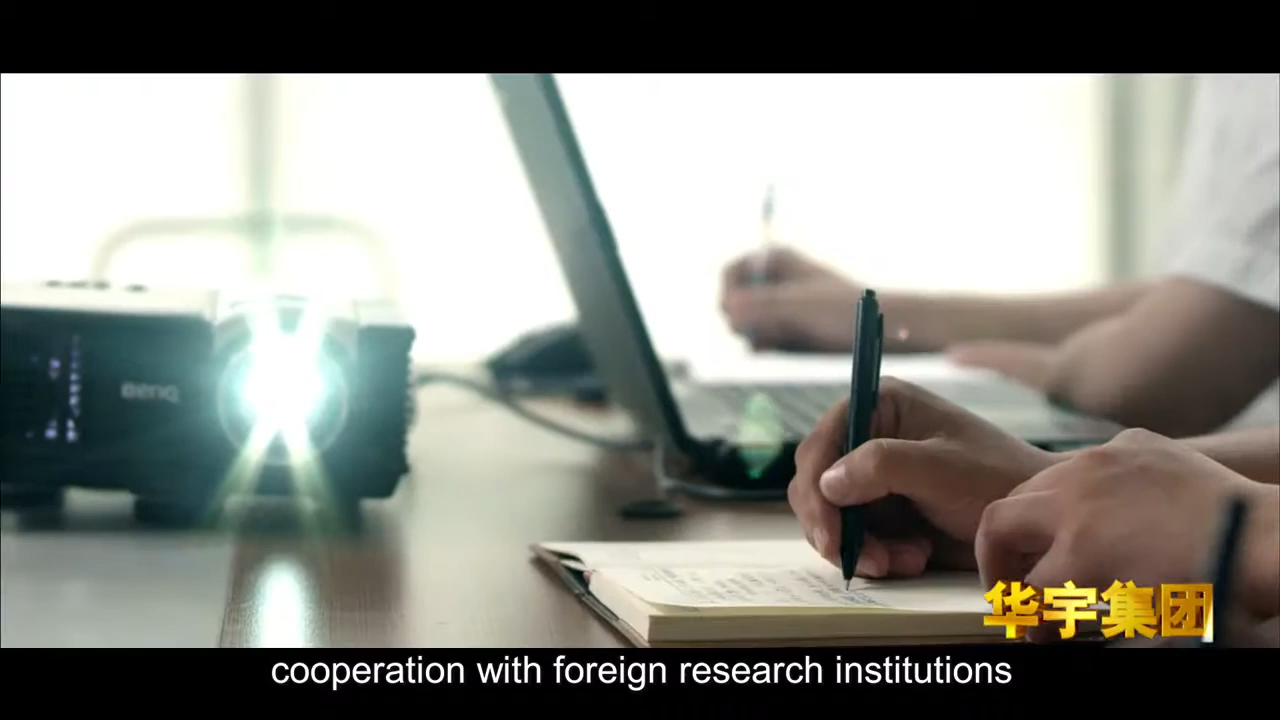 BenQ
华宇集团
cooperation with foreign research institutions